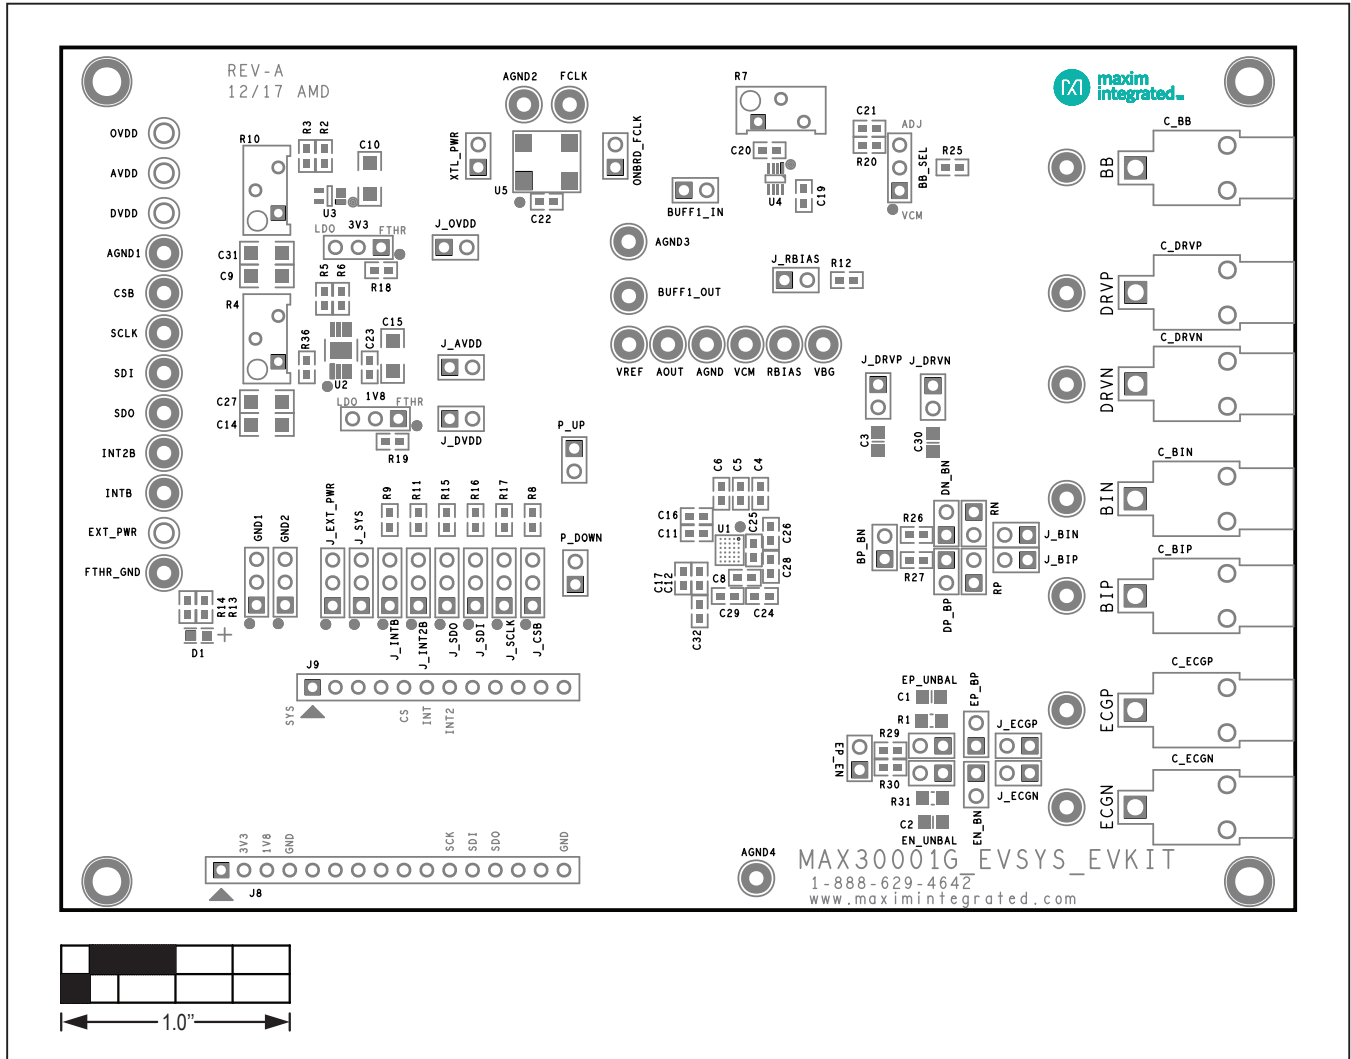 REV-A
12/17 AMD
maxim
integrated™
OVDD
AVDD
DVDD
AGND1
CSB
SCLK
SDI
SDO
INT2B
INTB
EXT_PWR
FTHR_GND
R10
R3
R2
C10
U3
LDO
3V3
FTHR
C31
C9
R5
R6
R18
R4
R36
C23
C15
U2
LDO
1V8
FTHR
C27
C14
R19
J_OVDD
J_AVDD
J_DVDD
AGND2
FCLK
XTL_PWR
ONBRD_FCLK
U5
C22
R7
C20
U4
C19
BUFF1_IN
C21
R20
ADJ
BB_SEL
VCM
R25
AGND3
BUFF1_OUT
J_RBIAS
R12
VREF
AOUT
AGND
VCM
RBIAS
VBG
J_DRVP
J_DRVN
C3
C30
C_BB
BB
C_DRVP
DRVP
C_DRVN
DRVN
C_BIN
BIN
C_BIP
BIP
C_ECGP
ECGP
C_ECGN
ECGN
P_UP
P_DOWN
GND1
GND2
J_EXT_PWR
J_SYS
R9
R11
R15
R16
R17
R8
J_INTB
J_INT2B
J_SDO
J_SDI
J_SCLK
J_CSB
R14
R13
D1
+
C6
C5
C4
C16
C11
U1
C25
C26
C28
C8
C17
C12
C29
C24
C32
DN_BN
RN
R26
BP_BN
R27
J_BIN
J_BIP
DP_BP
RP
J9
SYS
CS
INT
INT2
EP_UNBAL
C1
R1
EP_BP
R29
EP_EN
R30
J_ECGP
J_ECGN
R31
C2
EN_UNBAL
EN_BN
3V3
1V8
GND
SCK
SDI
SDO
GND
J8
AGND4
MAX30001G_EVSYS_EVKIT
1-888-629-4642
www.maximintegrated.com
1.0”